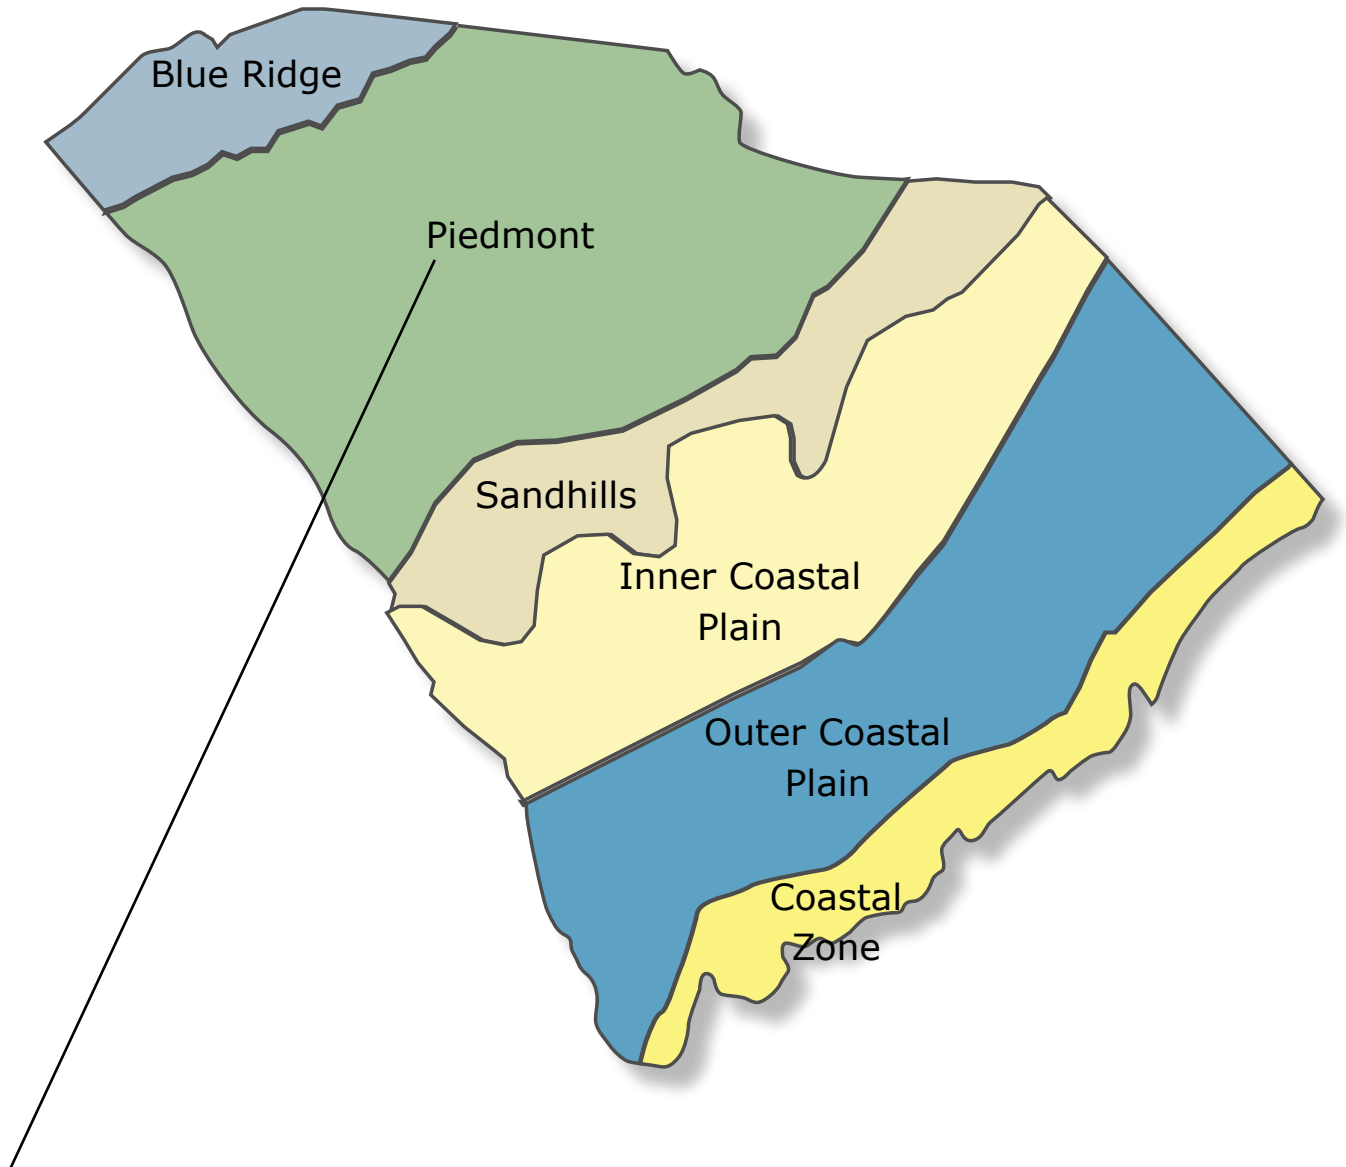 Blue Ridge
Piedmont
Sandhills
Inner Coastal
Plain
Outer Coastal
Plain
Coastal
Zone